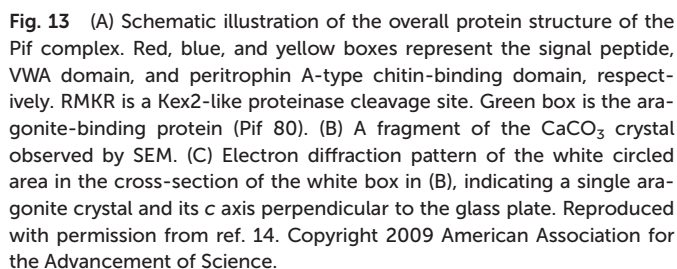 Fig. 13 (A) Schematic illustration of the overall protein structure of the
Pif complex. Red, blue, and yellow boxes represent the signal peptide,
VWA domain, and peritrophin A-type chitin-binding domain, respect-
ively. RMKR is a Kex2-like proteinase cleavage site. Green box is the ara-
gonite-binding protein (Pif 80). (B) A fragment of the CaCO₃ crystal
observed by SEM. (C) Electron diffraction pattern of the white circled
area in the cross-section of the white box in (B), indicating a single ara-
gonite crystal and its c axis perpendicular to the glass plate. Reproduced
with permission from ref. 14. Copyright 2009 American Association for
the Advancement of Science.